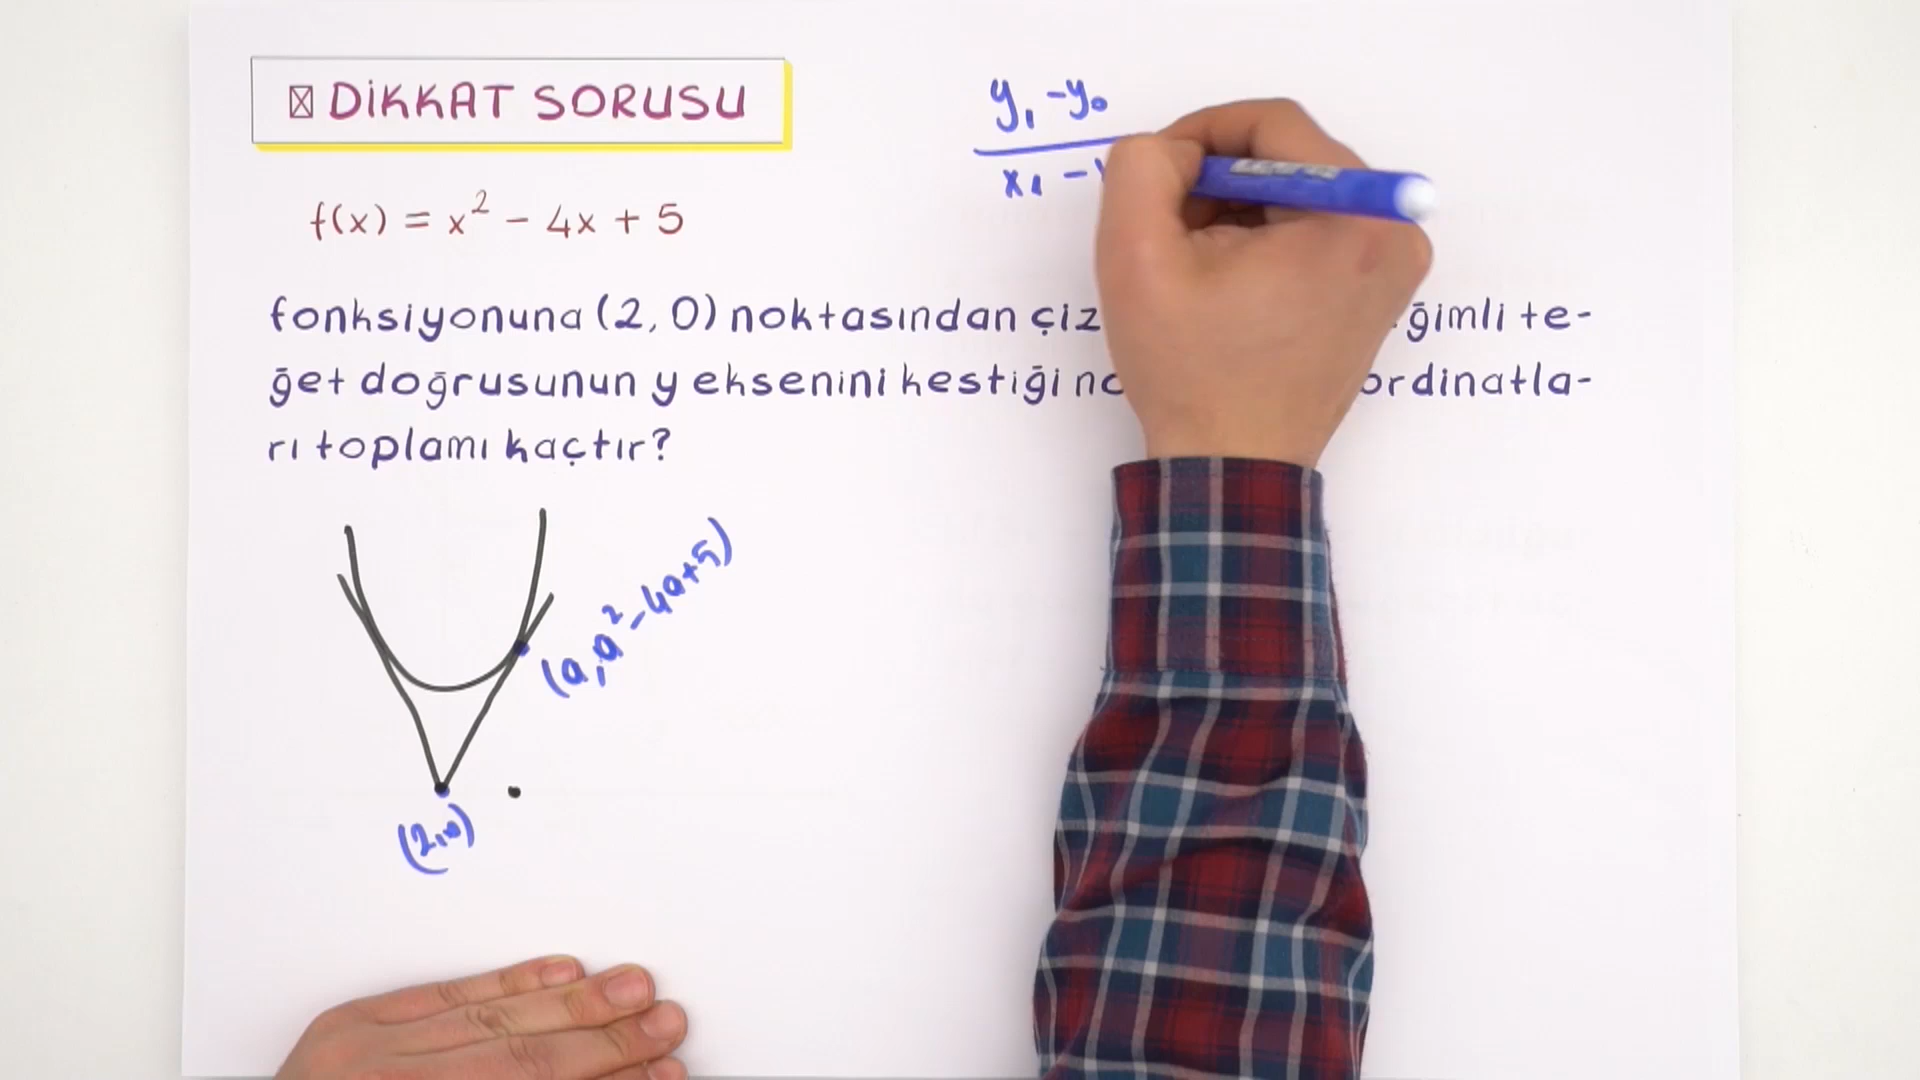 DİKKAT SORUSU
y₁ - y₀
x₁ -
f(x) = x² - 4x + 5
fonksiyonuna (2, 0) noktasından çiz ğimli te-
ğet doğrusunun y eksenini kestiği no ordinatla-
rı toplamı kaçtır?
(a, a² - 4a + 5)
(2,0)